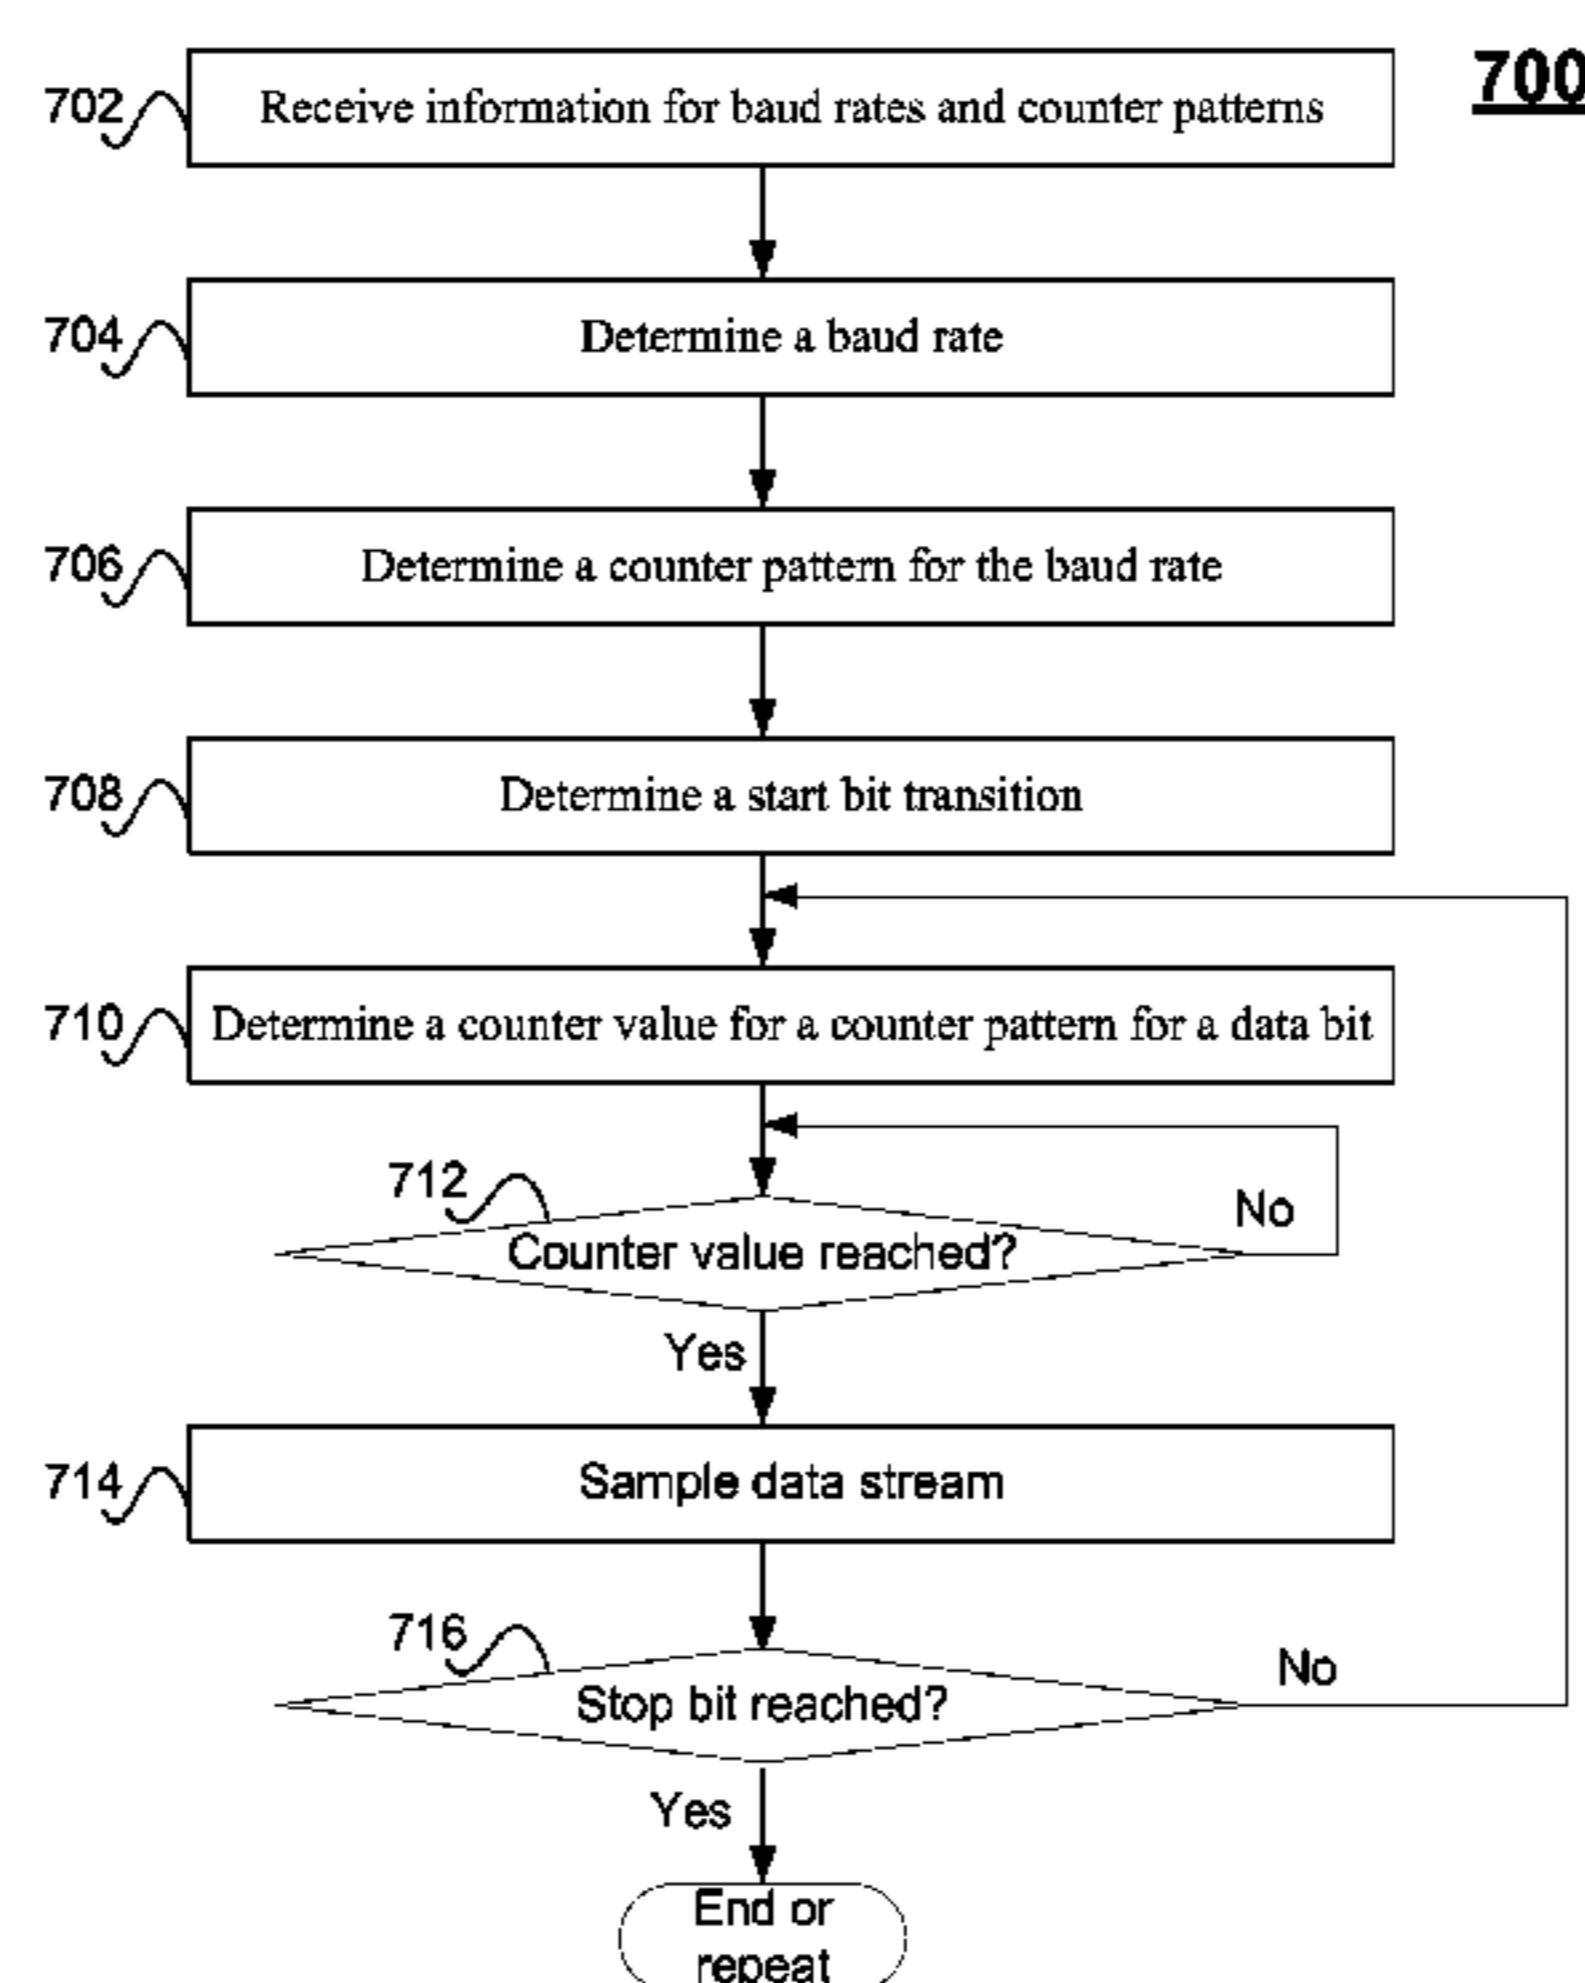 700
702 Receive information for baud rates and counter patterns
704 Determine a baud rate
706 Determine a counter pattern for the baud rate
708 Determine a start bit transition
710 Determine a counter value for a counter pattern for a data bit
712
Counter value reached?
No
Yes
714 Sample data stream
716
Stop bit reached?
No
Yes
End or
repeat